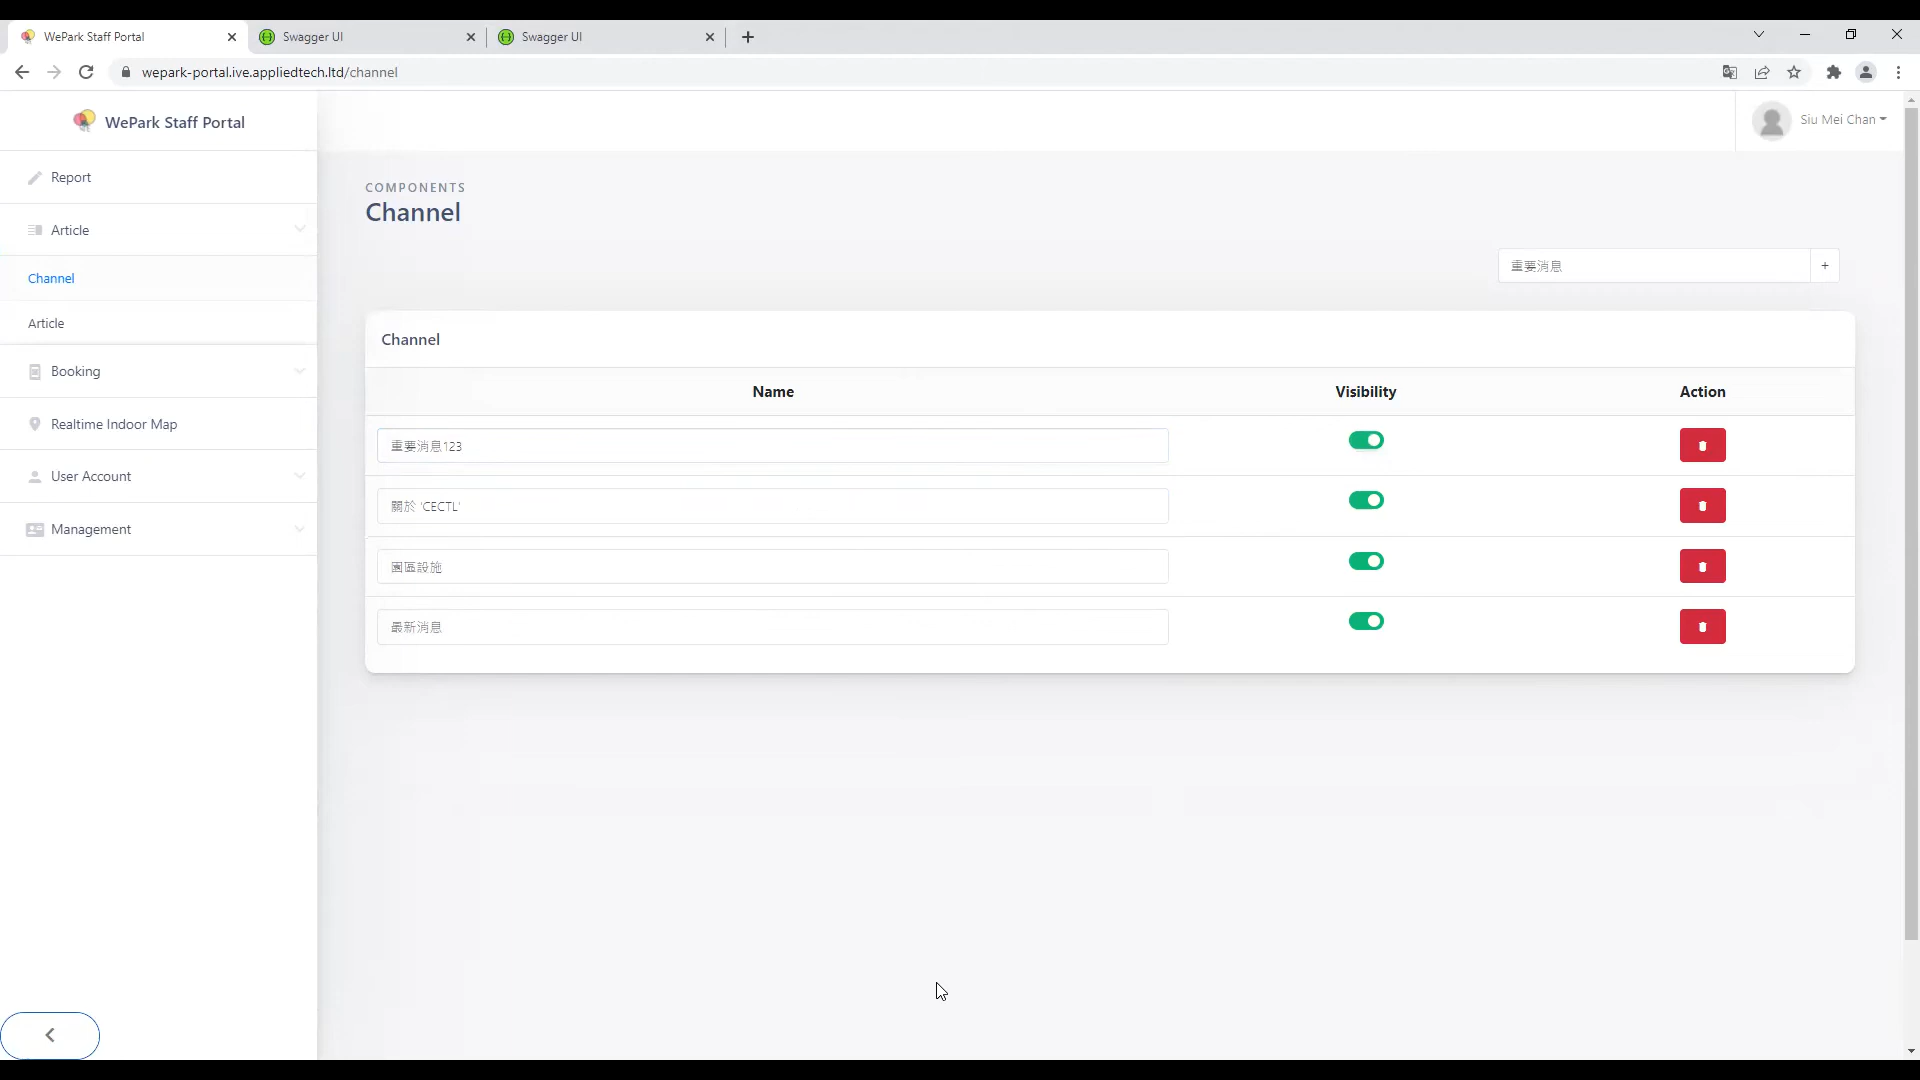 WePark Staff Portal
Swagger UI
Swagger UI
wepark-portal.ive.appliedtech.ltd/channel
WePark Staff Portal
Siu Mei Chan
Report
Article
Channel
Article
Booking
Realtime Indoor Map
User Account
Management
COMPONENTS
Channel
重要消息
+
Channel
Name Visibility Action
重要消息123
關於 'CECTL'
園區設施
最新消息